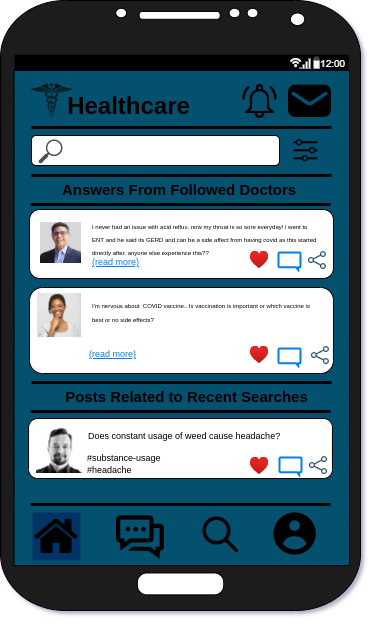 12:00
Healthcare
Answers From Followed Doctors
I never had an issue with acid reflux. now my throat is so sore everyday! i went to
ENT and he said its GERD and can be a side affect from having covid as this started
directly after. anyone else experience this??
(read more)
I'm nervous about  COVID vaccine.. Is vaccination is important or which vaccine is
best or no side effects?
(read more)
Posts Related to Recent Searches
Does constant usage of weed cause headache?
#substance-usage
#headache